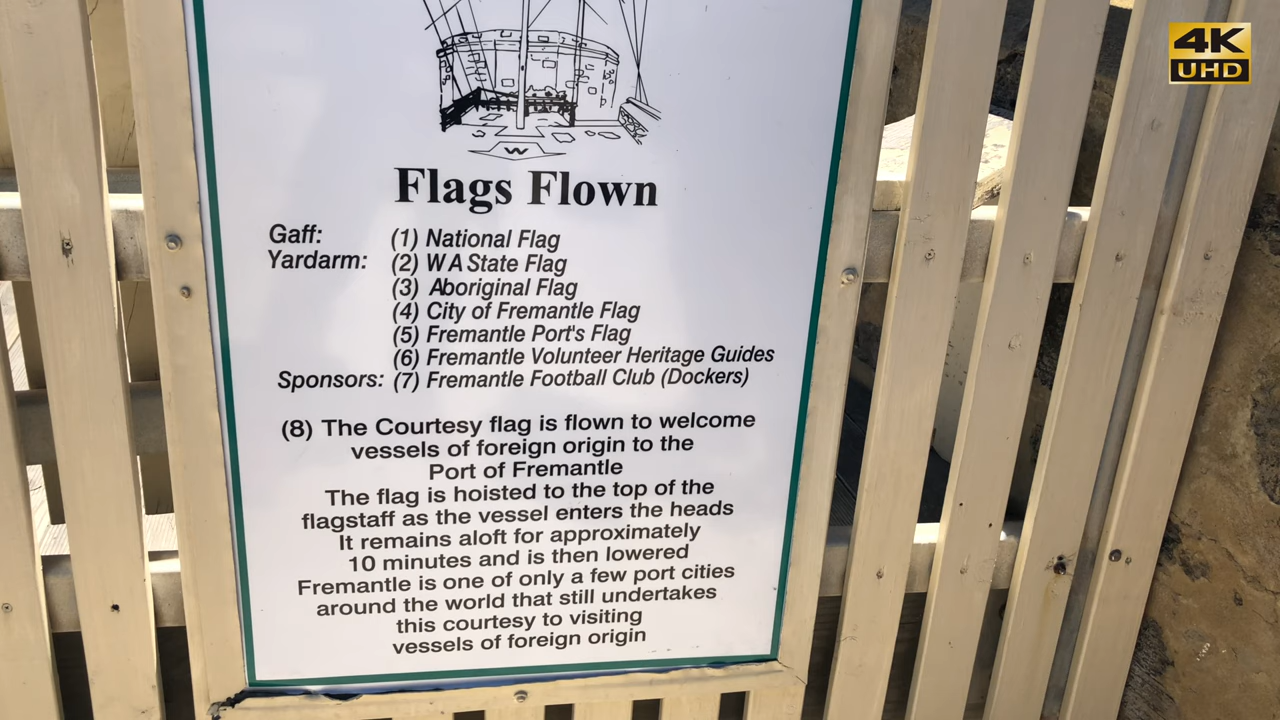 4K
UHD
W
Flags Flown
Gaff: (1) National Flag
Yardarm: (2) W A State Flag
(3) Aboriginal Flag
(4) City of Fremantle Flag
(5) Fremantle Port's Flag
(6) Fremantle Volunteer Heritage Guides
Sponsors: (7) Fremantle Football Club (Dockers)
(8) The Courtesy flag is flown to welcome
vessels of foreign origin to the
Port of Fremantle
The flag is hoisted to the top of the
flagstaff as the vessel enters the heads
It remains aloft for approximately
10 minutes and is then lowered
Fremantle is one of only a few port cities
around the world that still undertakes
this courtesy to visiting
vessels of foreign origin